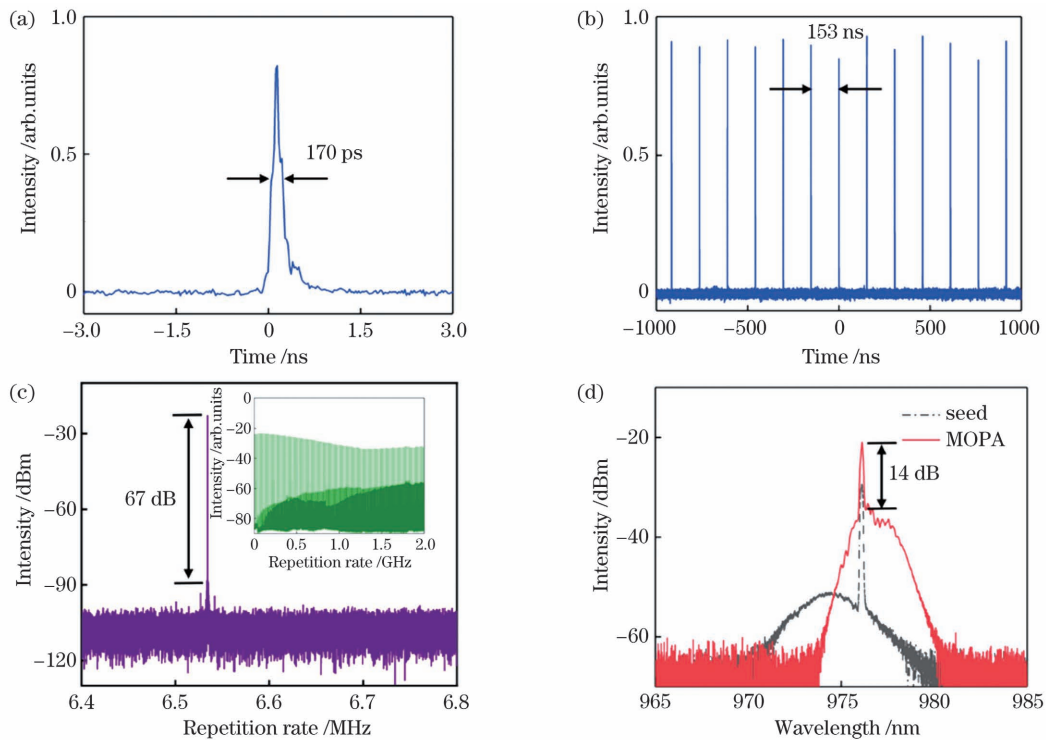 (a)
1.0
0.5
0
Intensity /arb.units
170 ps
−3.0 −1.5 0 1.5 3.0
Time /ns
(b)
1.0
0.5
0
Intensity /arb.units
153 ns
−1000 −500 0 500 1000
Time /ns
(c)
−30
−60
−90
−120
Intensity /dBm
67 dB
0
−20
−40
−60
−80
Intensity /arb.units
0 0.5 1.0 1.5 2.0
Repetition rate /GHz
6.4 6.5 6.6 6.7 6.8
Repetition rate /MHz
(d)
−20
−40
−60
Intensity /dBm
seed
MOPA
14 dB
965 970 975 980 985
Wavelength /nm